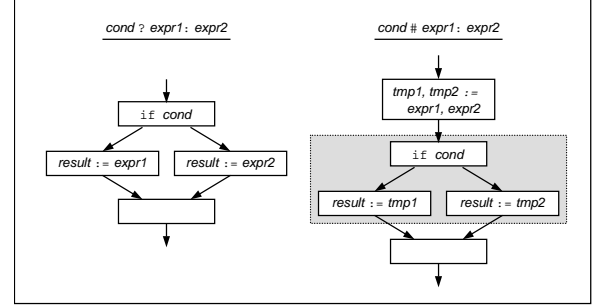 cond ? expr1: expr2
if cond
result := expr1
result := expr2
cond # expr1: expr2
tmp1, tmp2 :=
expr1, expr2
if cond
result := tmp1
result := tmp2